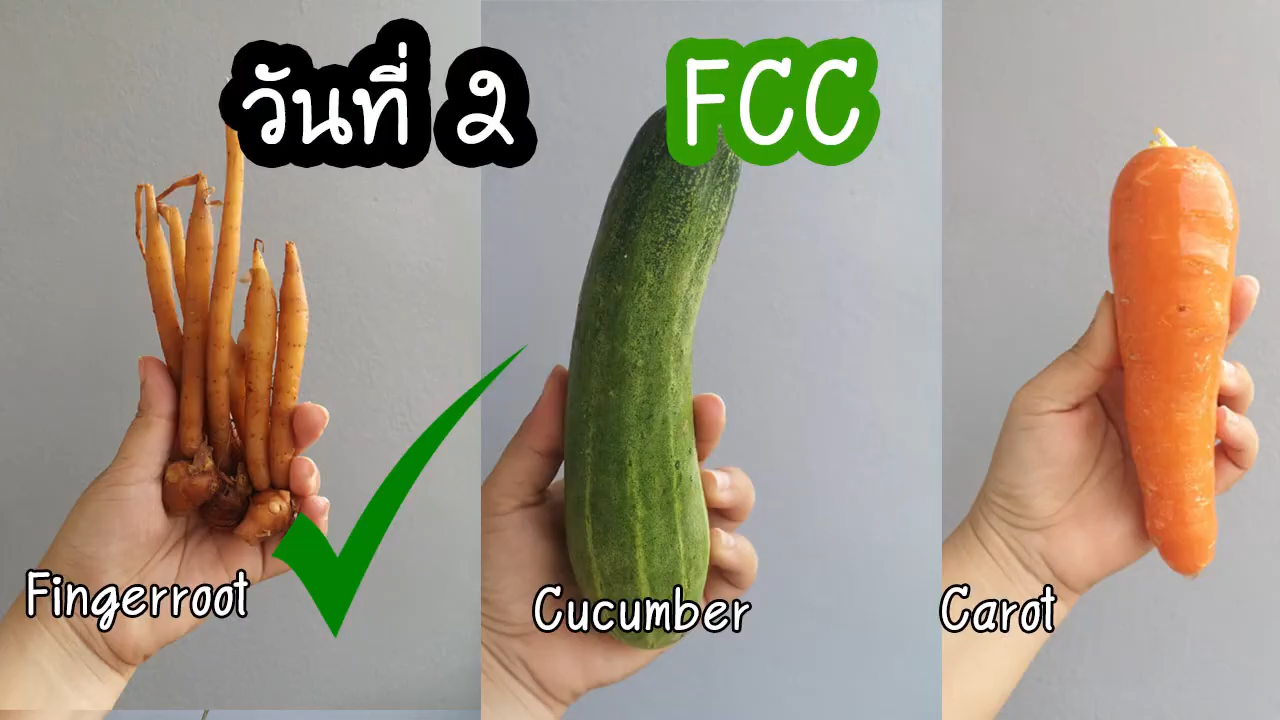 วันที่ 2
FCC
Fingerroot
Cucumber
Carot